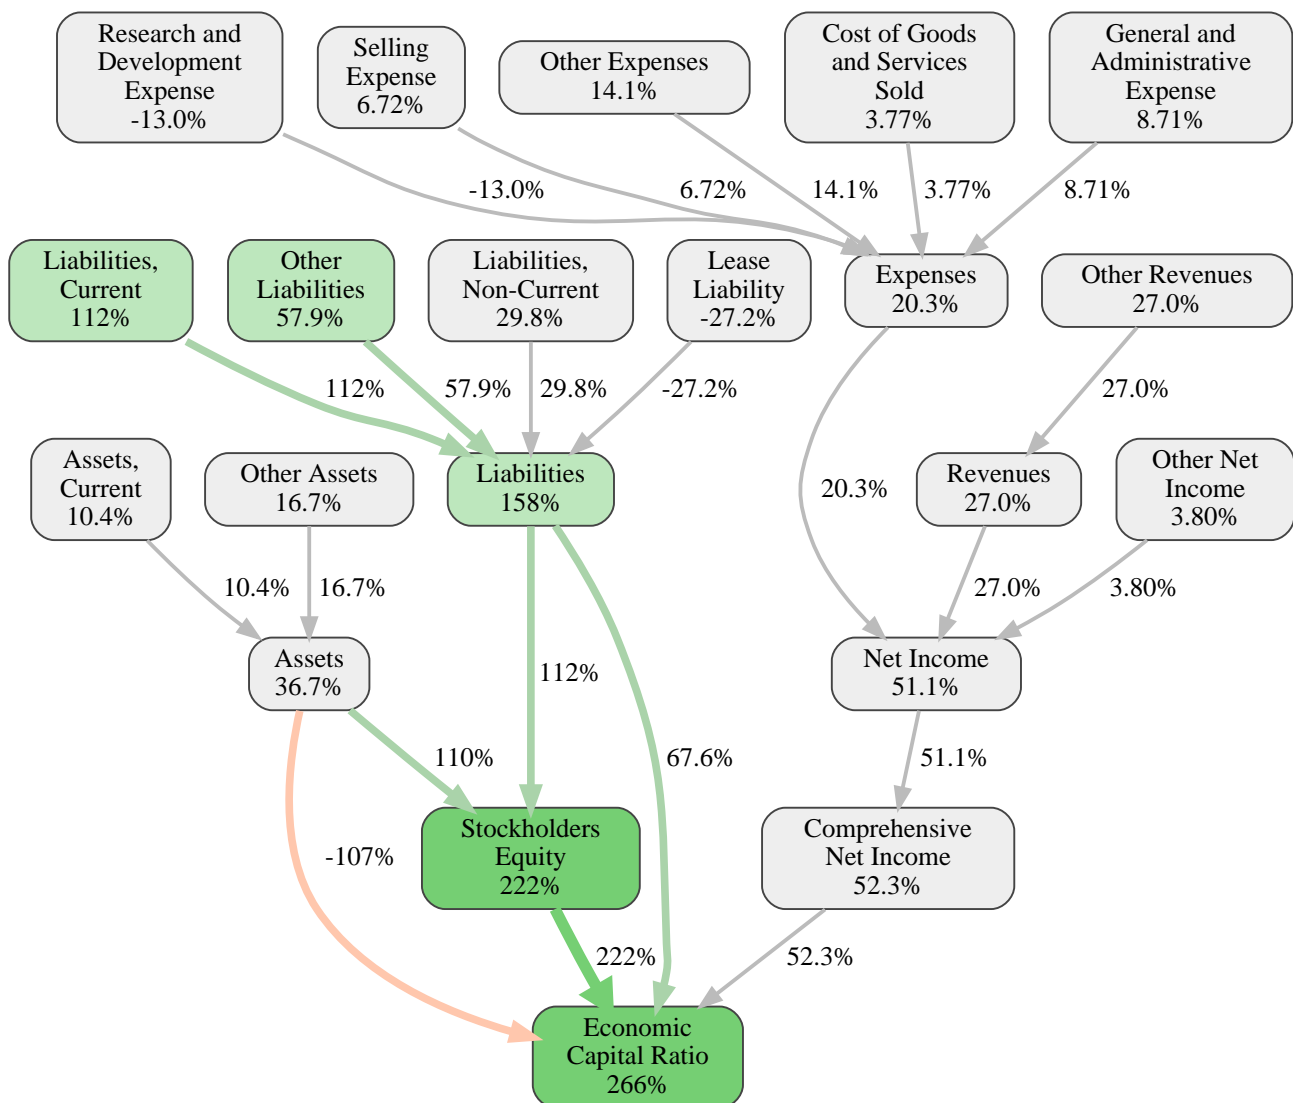 Research and
Development
Expense
-13.0%
Selling
Expense
6.72%
Other Expenses
14.1%
Cost of Goods
and Services
Sold
3.77%
General and
Administrative
Expense
8.71%
-13.0%
6.72%
14.1%
3.77%
8.71%
Liabilities,
Current
112%
Other
Liabilities
57.9%
Liabilities,
Non-Current
29.8%
Lease
Liability
-27.2%
Expenses
20.3%
Other Revenues
27.0%
112%
57.9%
29.8%
-27.2%
27.0%
Assets,
Current
10.4%
Other Assets
16.7%
Liabilities
158%
20.3%
Revenues
27.0%
Other Net
Income
3.80%
10.4%
16.7%
27.0%
3.80%
Assets
36.7%
112%
Net Income
51.1%
110%
67.6%
51.1%
-107%
Stockholders
Equity
222%
Comprehensive
Net Income
52.3%
222%
52.3%
Economic
Capital Ratio
266%